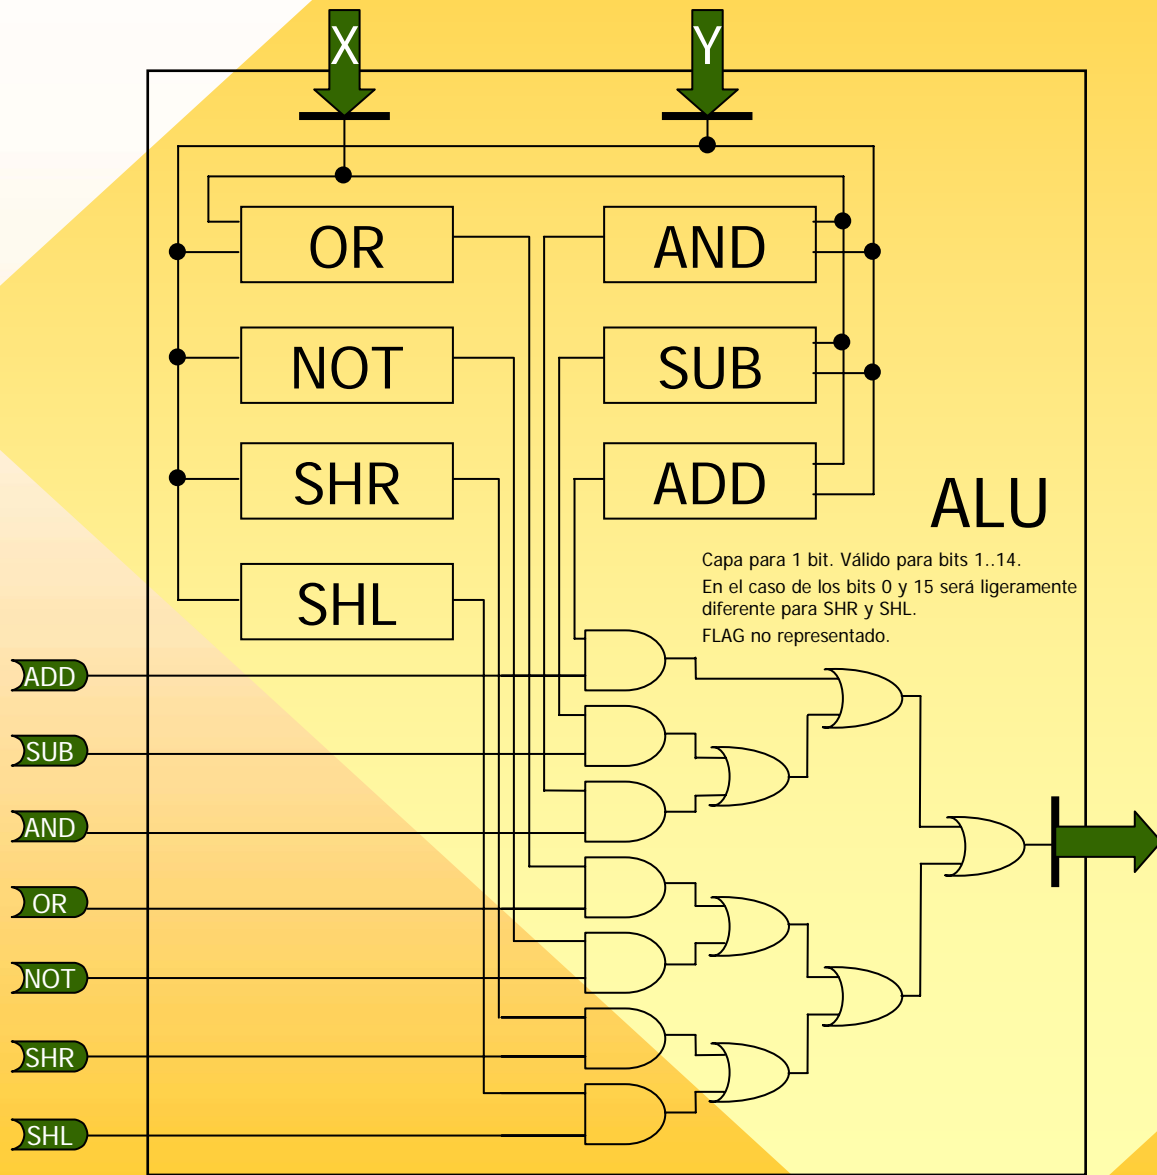 X
Y
OR
AND
NOT
SUB
SHR
ADD
ALU
SHL
Capa para 1 bit. Válido para bits 1..14.
En el caso de los bits 0 y 15 será ligeramente
diferente para SHR y SHL.
FLAG no representado.
ADD
SUB
AND
OR
NOT
SHR
SHL